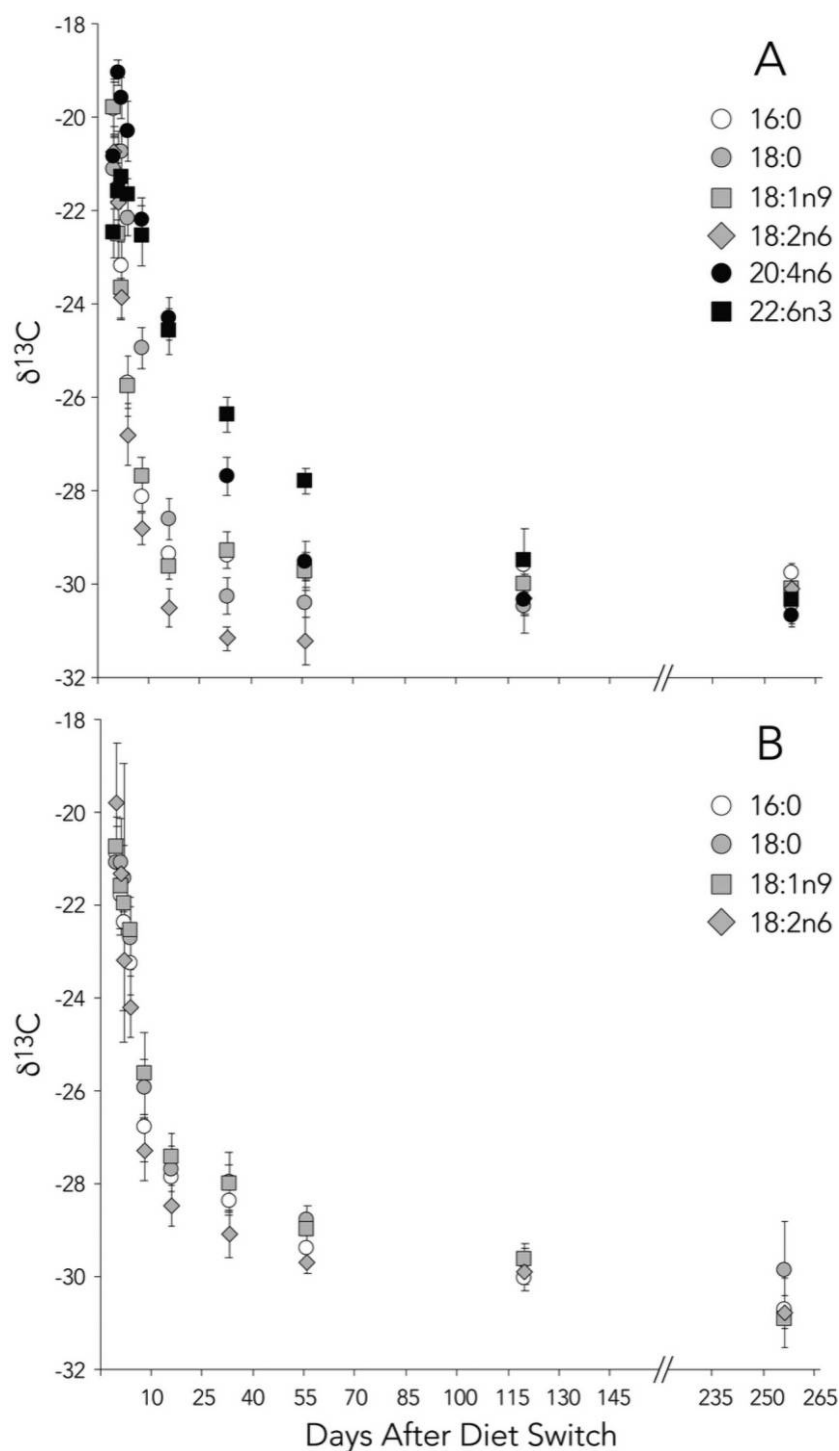 A
16:0
18:0
18:1n9
18:2n6
20:4n6
22:6n3
δ13C
-18
-20
-22
-24
-26
-28
-30
-32
//
B
16:0
18:0
18:1n9
18:2n6
δ13C
-18
-20
-22
-24
-26
-28
-30
-32
10 25 40 55 70 85 100 115 130 145 // 235 250 265
Days After Diet Switch